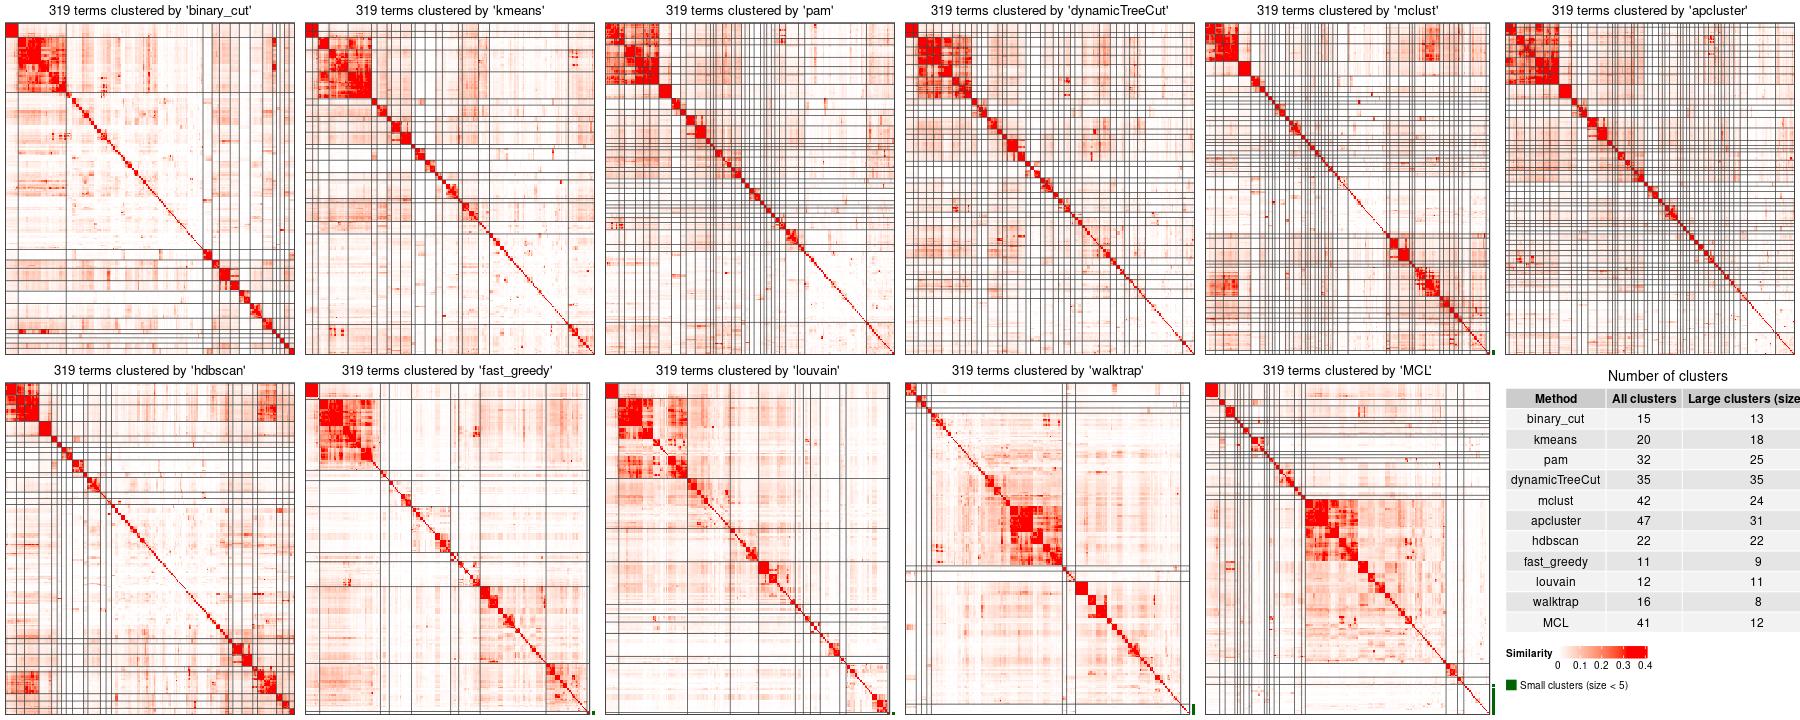 319 terms clustered by 'binary_cut'
319 terms clustered by 'kmeans'
319 terms clustered by 'pam'
319 terms clustered by 'dynamicTreeCut'
319 terms clustered by 'mclust'
319 terms clustered by 'apcluster'
319 terms clustered by 'hdbscan'
319 terms clustered by 'fast_greedy'
319 terms clustered by 'louvain'
319 terms clustered by 'walktrap'
319 terms clustered by 'MCL'
Number of clusters
Method All clusters Large clusters (size
binary_cut 15 13
kmeans 20 18
pam 32 25
dynamicTreeCut 35 35
mclust 42 24
apcluster 47 31
hdbscan 22 22
fast_greedy 11 9
louvain 12 11
walktrap 16 8
MCL 41 12
Similarity
0 0.1 0.2 0.3 0.4
Small clusters (size < 5)